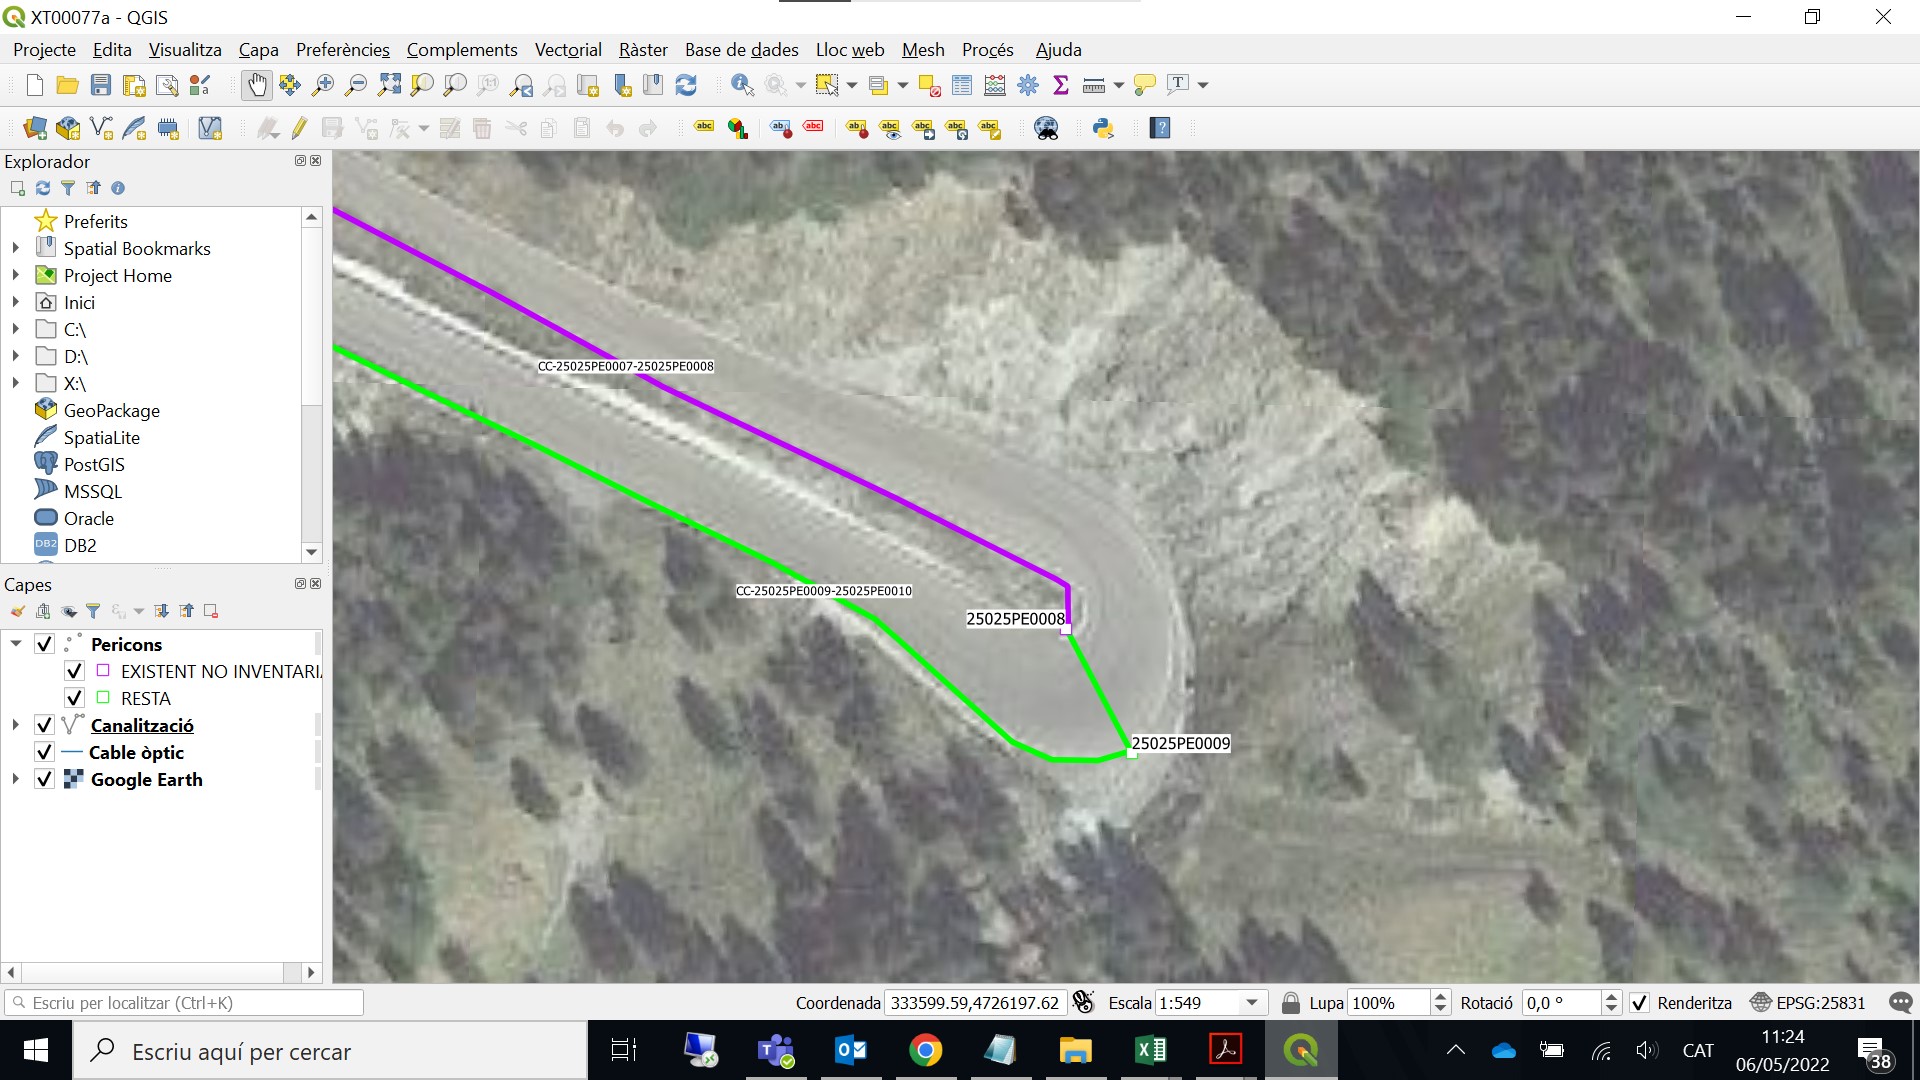 XT00077a - QGIS
Projecte Edita Visualitza Capa Preferències Complements Vectorial Ràster Base de dades Lloc web Mesh Procés Ajuda
Explorador
Preferits
Spatial Bookmarks
Project Home
Inici
C:\
D:\
X:\
GeoPackage
SpatiaLite
PostGIS
MSSQL
Oracle
DB2
CC-25025PE0007-25025PE0008
CC-25025PE0009-25025PE0010
25025PE0008
25025PE0009
Capes
Pericons
EXISTENT NO INVENTARI
RESTA
Canalització
Cable òptic
Google Earth
Escriu per localitzar (Ctrl+K)
Coordenada 333599.59,4726197.62 Escala 1:549 Lupa 100% Rotació 0,0 ° Renderitza EPSG:25831
Escriu aquí per cercar
CAT
11:24
06/05/2022
38